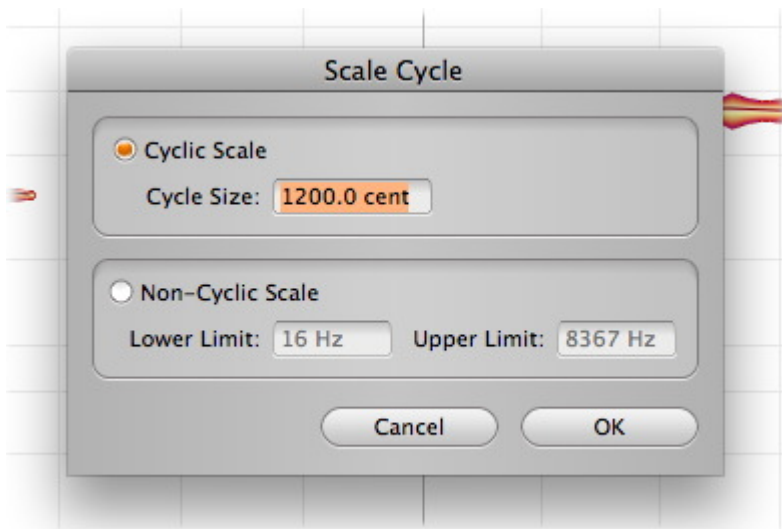 Scale Cycle
Cyclic Scale
Cycle Size: 1200.0 cent
Non-Cyclic Scale
Lower Limit: 16 Hz Upper Limit: 8367 Hz
Cancel OK